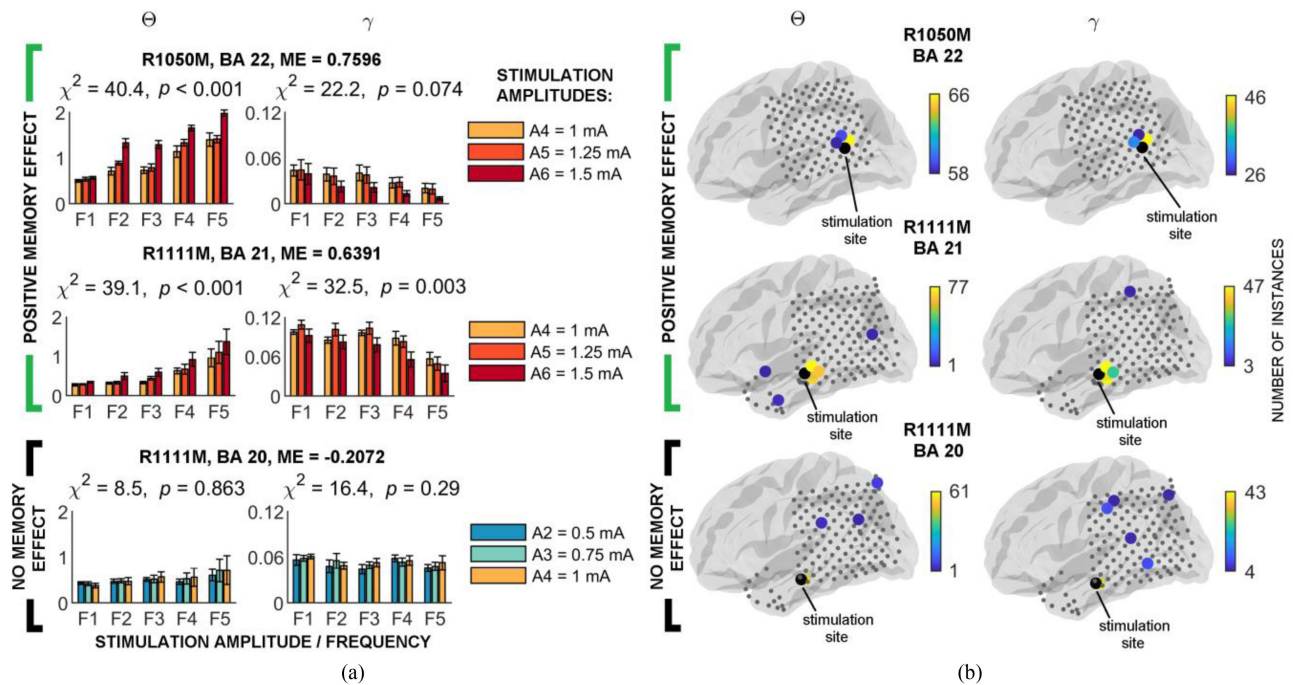 Θ γ
POSITIVE MEMORY EFFECT
R1050M, BA 22, ME = 0.7596
χ² = 40.4, p < 0.001 χ² = 22.2, p = 0.074
2 1 0
F1 F2 F3 F4 F5
0.12 0.06 0
F1 F2 F3 F4 F5
STIMULATION
AMPLITUDES:
A4 = 1 mA
A5 = 1.25 mA
A6 = 1.5 mA
R1111M, BA 21, ME = 0.6391
χ² = 39.1, p < 0.001 χ² = 32.5, p = 0.003
2 1 0
F1 F2 F3 F4 F5
0.12 0.06 0
F1 F2 F3 F4 F5
A4 = 1 mA
A5 = 1.25 mA
A6 = 1.5 mA
NO MEMORY
EFFECT
R1111M, BA 20, ME = -0.2072
χ² = 8.5, p = 0.863 χ² = 16.4, p = 0.29
2 1 0
F1 F2 F3 F4 F5
0.12 0.06 0
F1 F2 F3 F4 F5
A2 = 0.5 mA
A3 = 0.75 mA
A4 = 1 mA
STIMULATION AMPLITUDE / FREQUENCY
(a)
Θ γ
POSITIVE MEMORY EFFECT
R1050M
BA 22
66
58
46
26
stimulation
site
stimulation
site
R1111M
BA 21
77
1
47
3
stimulation
site
stimulation
site
NUMBER OF INSTANCES
NO MEMORY
EFFECT
R1111M
BA 20
61
1
43
4
stimulation
site
stimulation
site
(b)